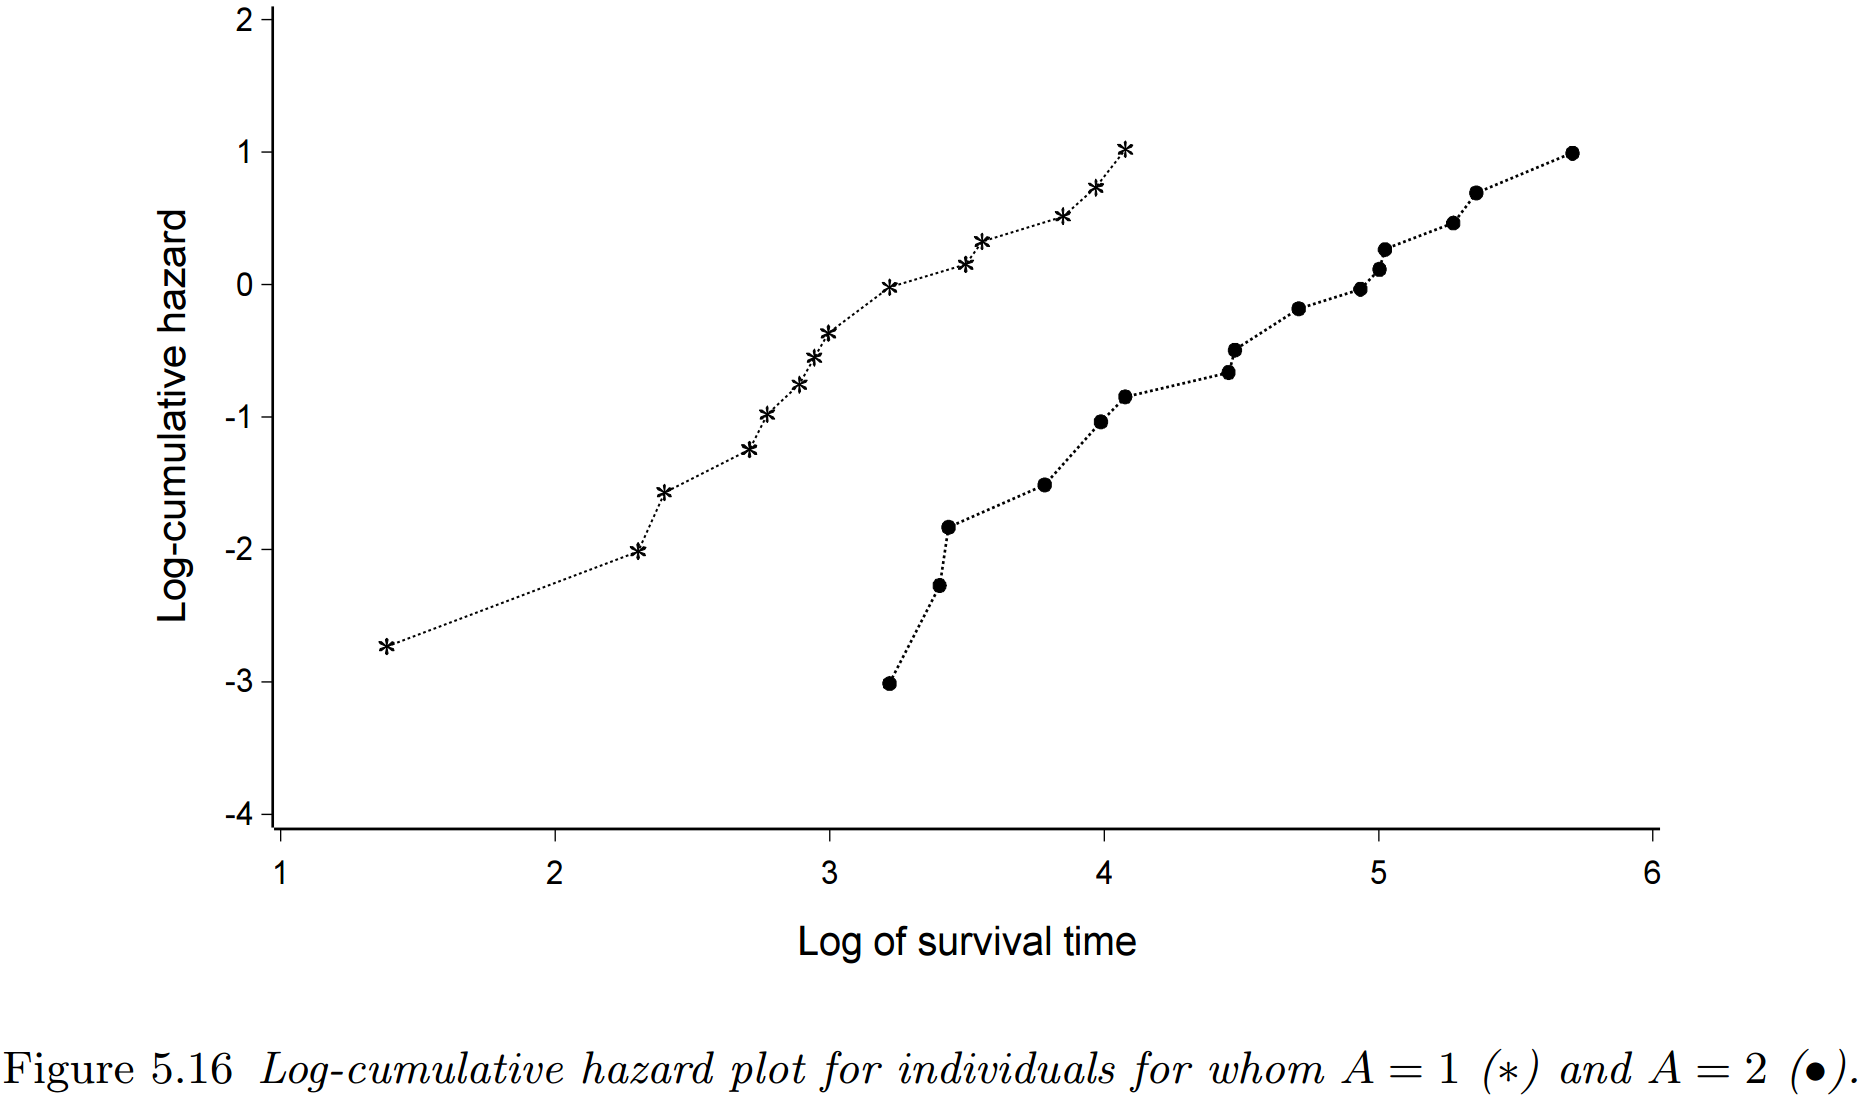 2
1
0
-1
-2
-3
-4
Log-cumulative hazard
1 2 3 4 5 6
Log of survival time
Figure 5.16 Log-cumulative hazard plot for individuals for whom A = 1 (∗) and A = 2 (•).